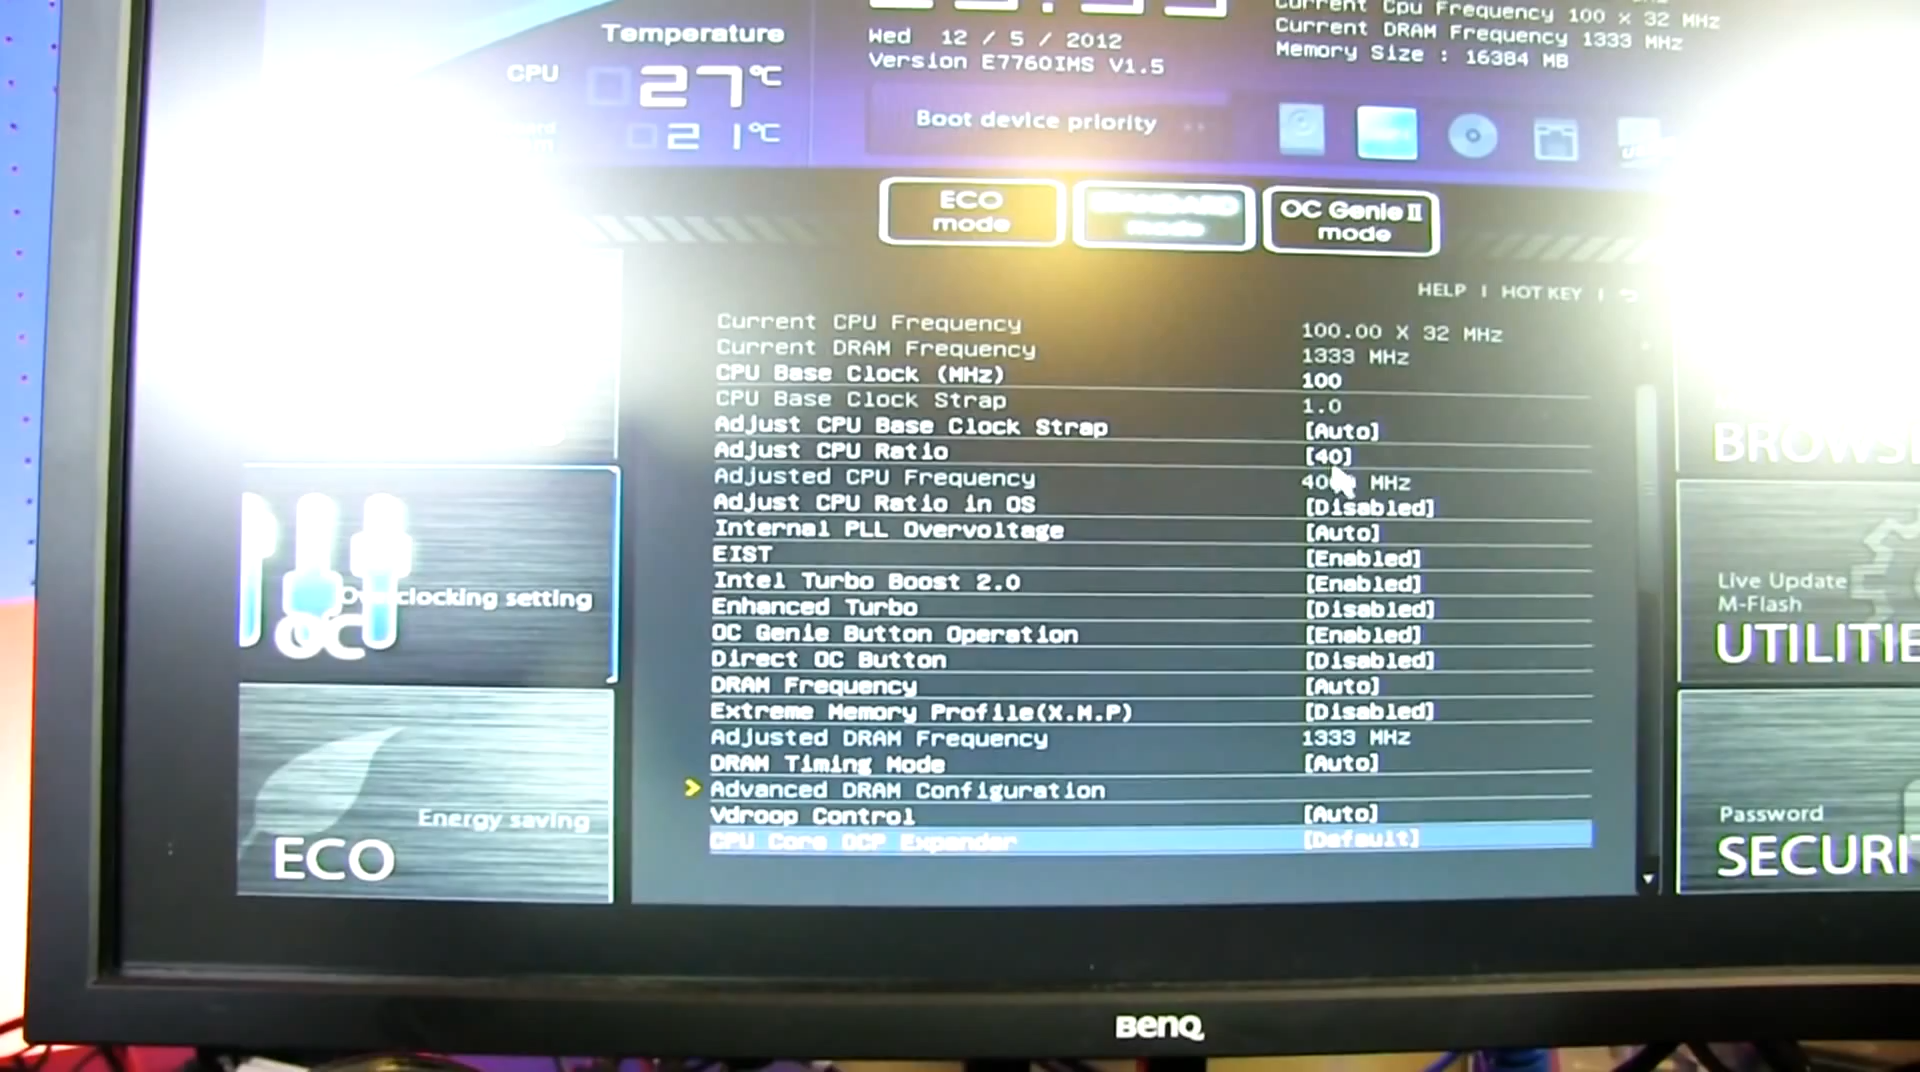 Current Cpu Frequency 100 x 32 MHz
Current DRAM Frequency 1333 MHz
Memory Size : 16384 MB
Temperature
CPU 27°C
21°C
Wed 12 / 5 / 2012
Version E7760IMS V1.5
Boot device priority
ECO mode
mode
OC Genie II mode
HELP | HOT KEY |
Current CPU Frequency 100.00 X 32 MHz
Current DRAM Frequency 1333 MHz
CPU Base Clock (MHz) 100
CPU Base Clock Strap 1.0
Adjust CPU Base Clock Strap [Auto]
Adjust CPU Ratio [40]
Adjusted CPU Frequency MHz
Adjust CPU Ratio in OS [Disabled]
Internal PLL Overvoltage [Auto]
EIST [Enabled]
Intel Turbo Boost 2.0 [Enabled]
Enhanced Turbo [Disabled]
OC Genie Button Operation [Enabled]
Direct OC Button [Disabled]
DRAM Frequency [Auto]
Extreme Memory Profile(X.M.P) [Disabled]
Adjusted DRAM Frequency 1333 MHz
DRAM Timing Mode [Auto]
> Advanced DRAM Configuration
Vdroop Control [Auto]
CPU Core OCP Expander [Default]
Overclocking setting
OC
Energy saving
ECO
Live Update
M-Flash
Password
BenQ